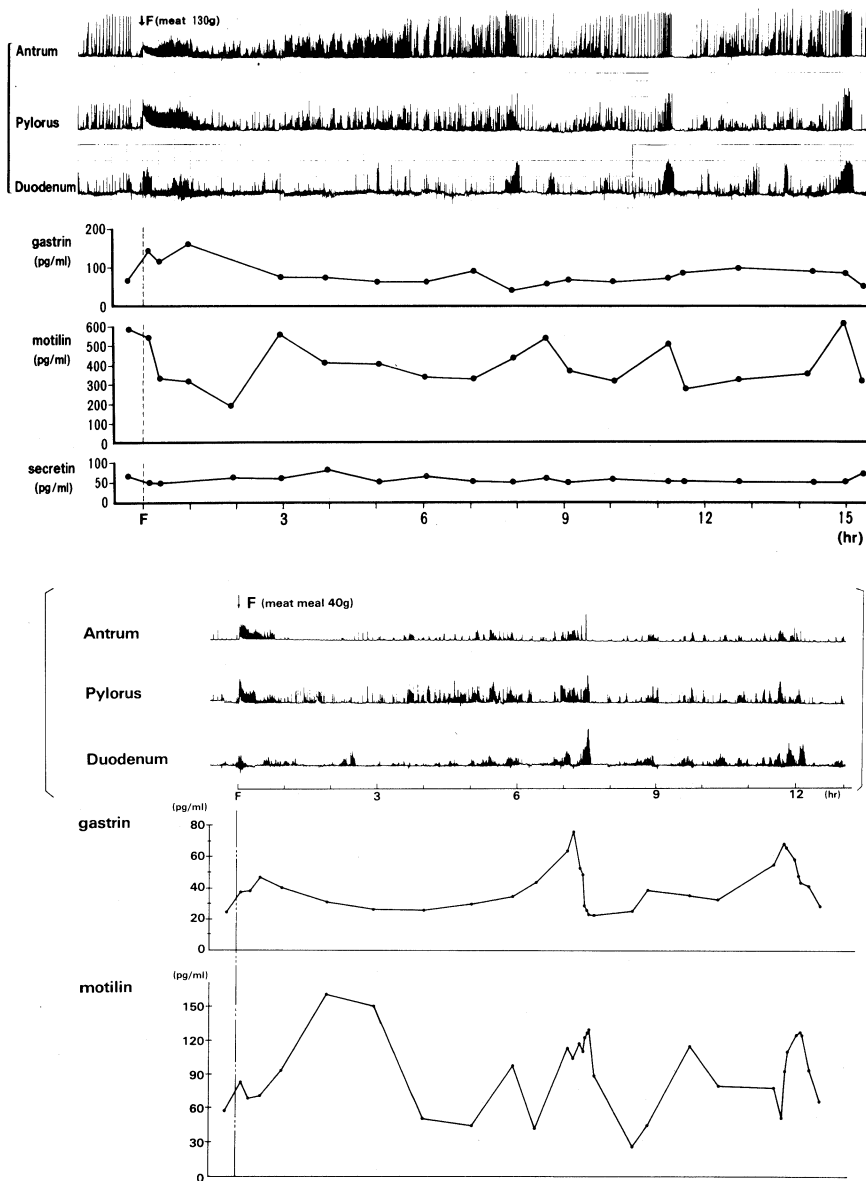 ↓F (meat 130g)
Antrum
Pylorus
Duodenum
gastrin
(pg/ml)
200
100
0
motilin
(pg/ml)
600
500
400
300
200
100
0
secretin
(pg/ml)
100
50
0
F 3 6 9 12 15
(hr)
↓ F (meat meal 40g)
Antrum
Pylorus
Duodenum
F 3 6 9 12 (hr)
gastrin
(pg/ml)
80
60
40
20
0
motilin
(pg/ml)
150
120
90
60
30
0